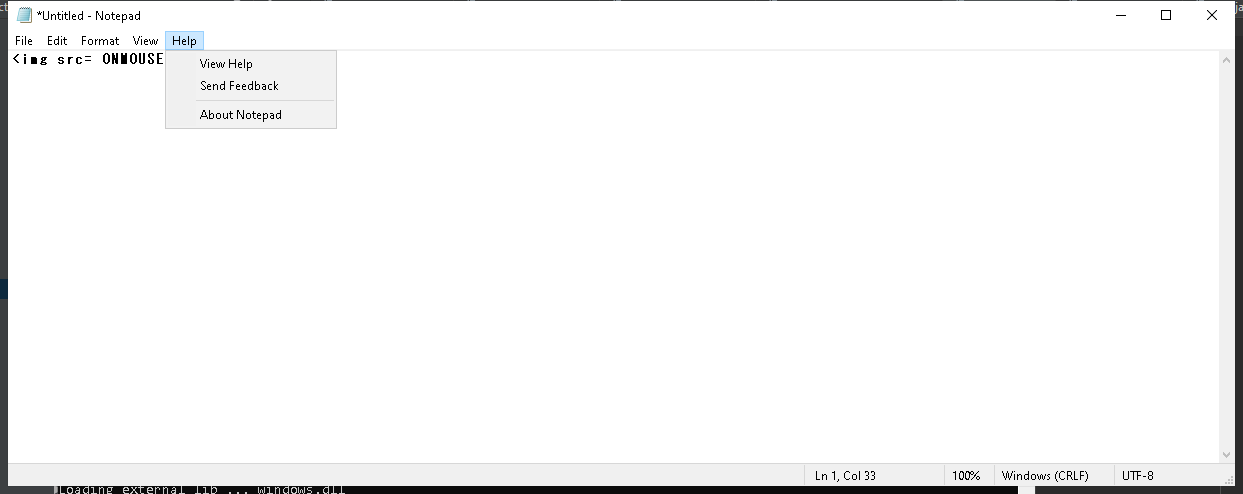 *Untitled - Notepad
File Edit Format View Help
<img src= ONMOUSE
View Help
Send Feedback
About Notepad
Ln 1, Col 33 100% Windows (CRLF) UTF-8
Loading external lib ... windows.dll